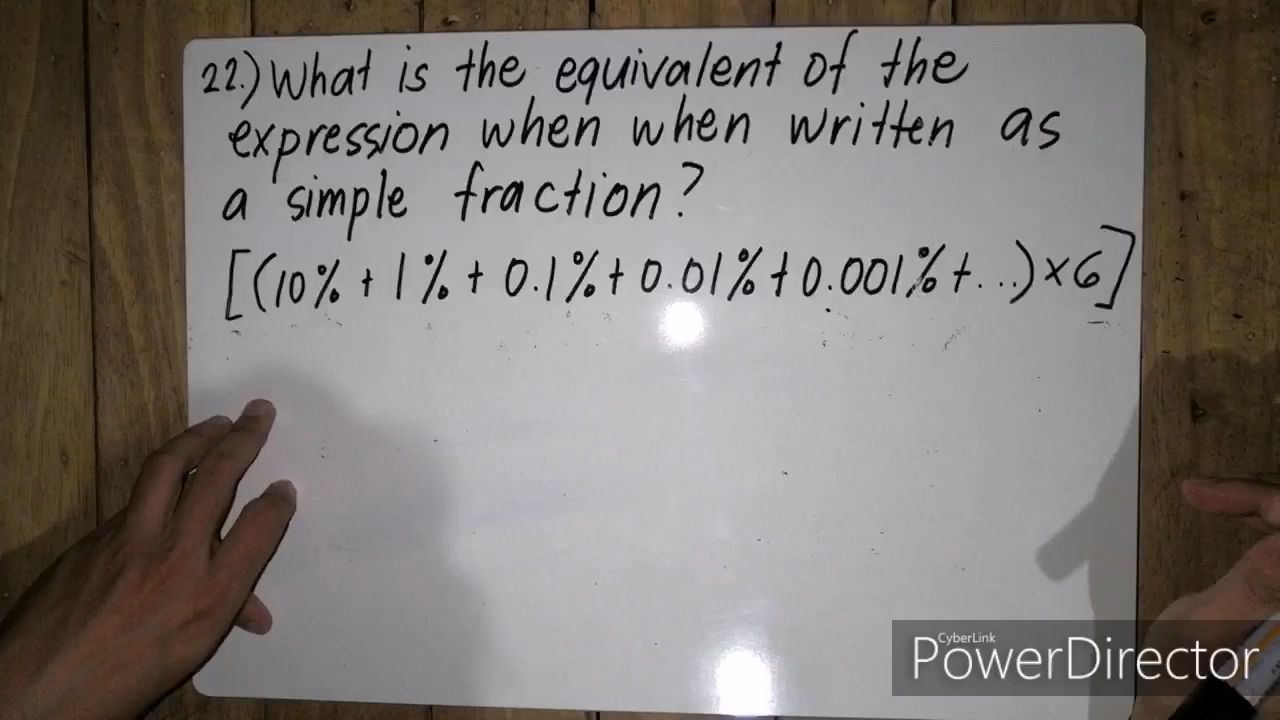 22.) What is the equivalent of the
expression when when written as
a simple fraction?
[(10% + 1% + 0.1% + 0.01% + 0.001% + ...) × 6]
CyberLink
PowerDirector